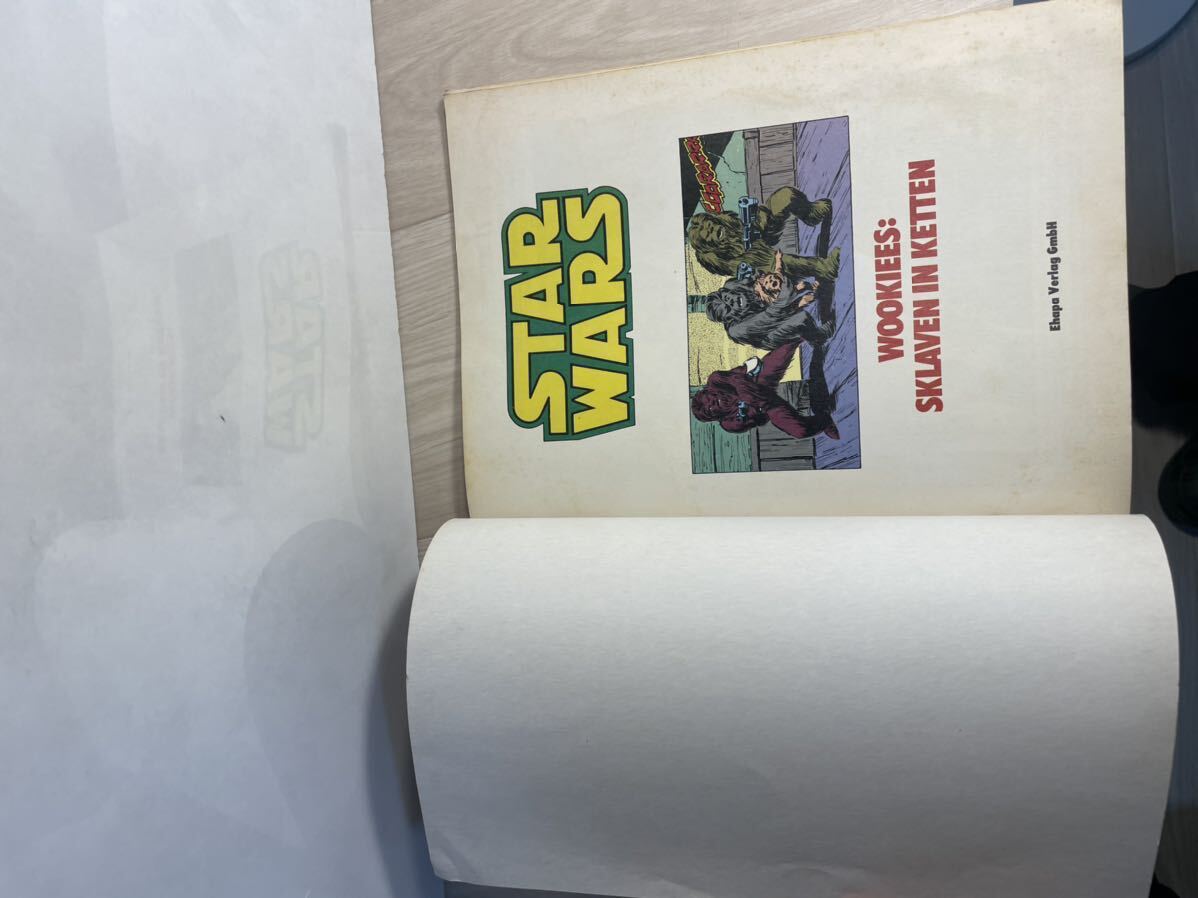 STAR
WARS
WOOKIEES:
SKLAVEN IN KETTEN
Ehapa Verlag GmbH